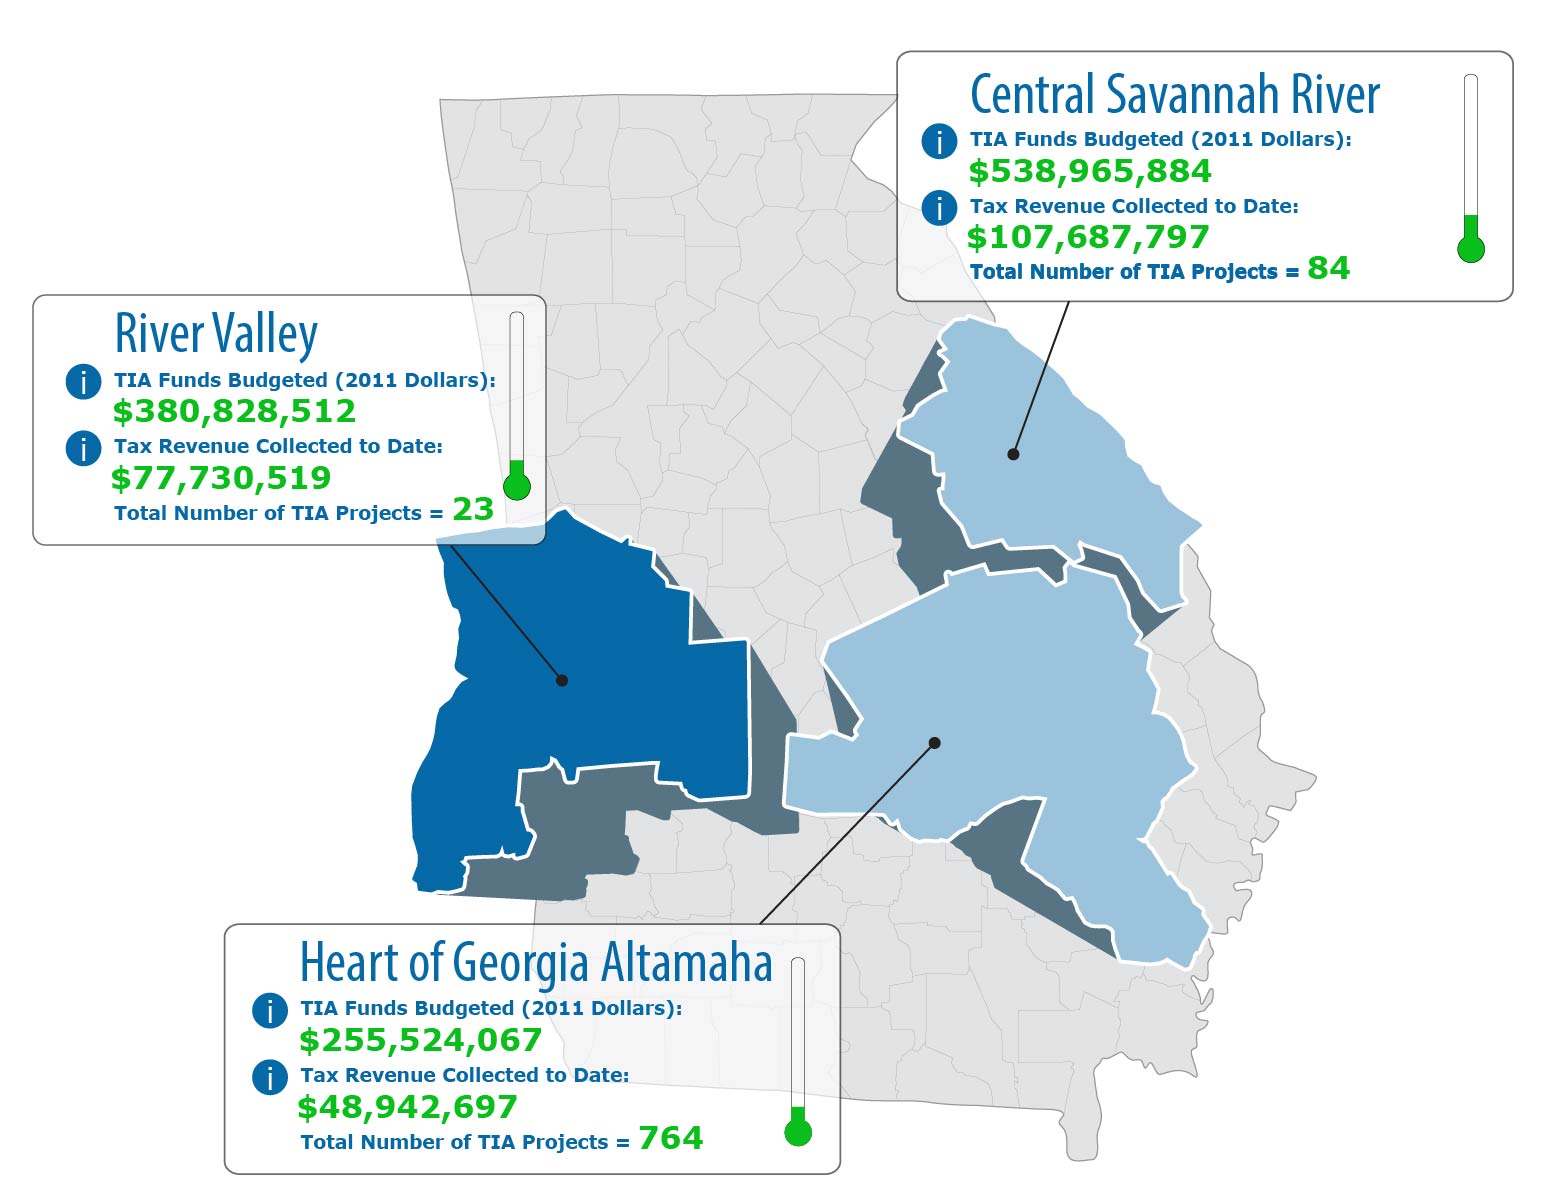 Central Savannah River
i TIA Funds Budgeted (2011 Dollars):
$538,965,884
i Tax Revenue Collected to Date:
$107,687,797
Total Number of TIA Projects = 84
River Valley
i TIA Funds Budgeted (2011 Dollars):
$380,828,512
i Tax Revenue Collected to Date:
$77,730,519
Total Number of TIA Projects = 23
Heart of Georgia Altamaha
i TIA Funds Budgeted (2011 Dollars):
$255,524,067
i Tax Revenue Collected to Date:
$48,942,697
Total Number of TIA Projects = 764